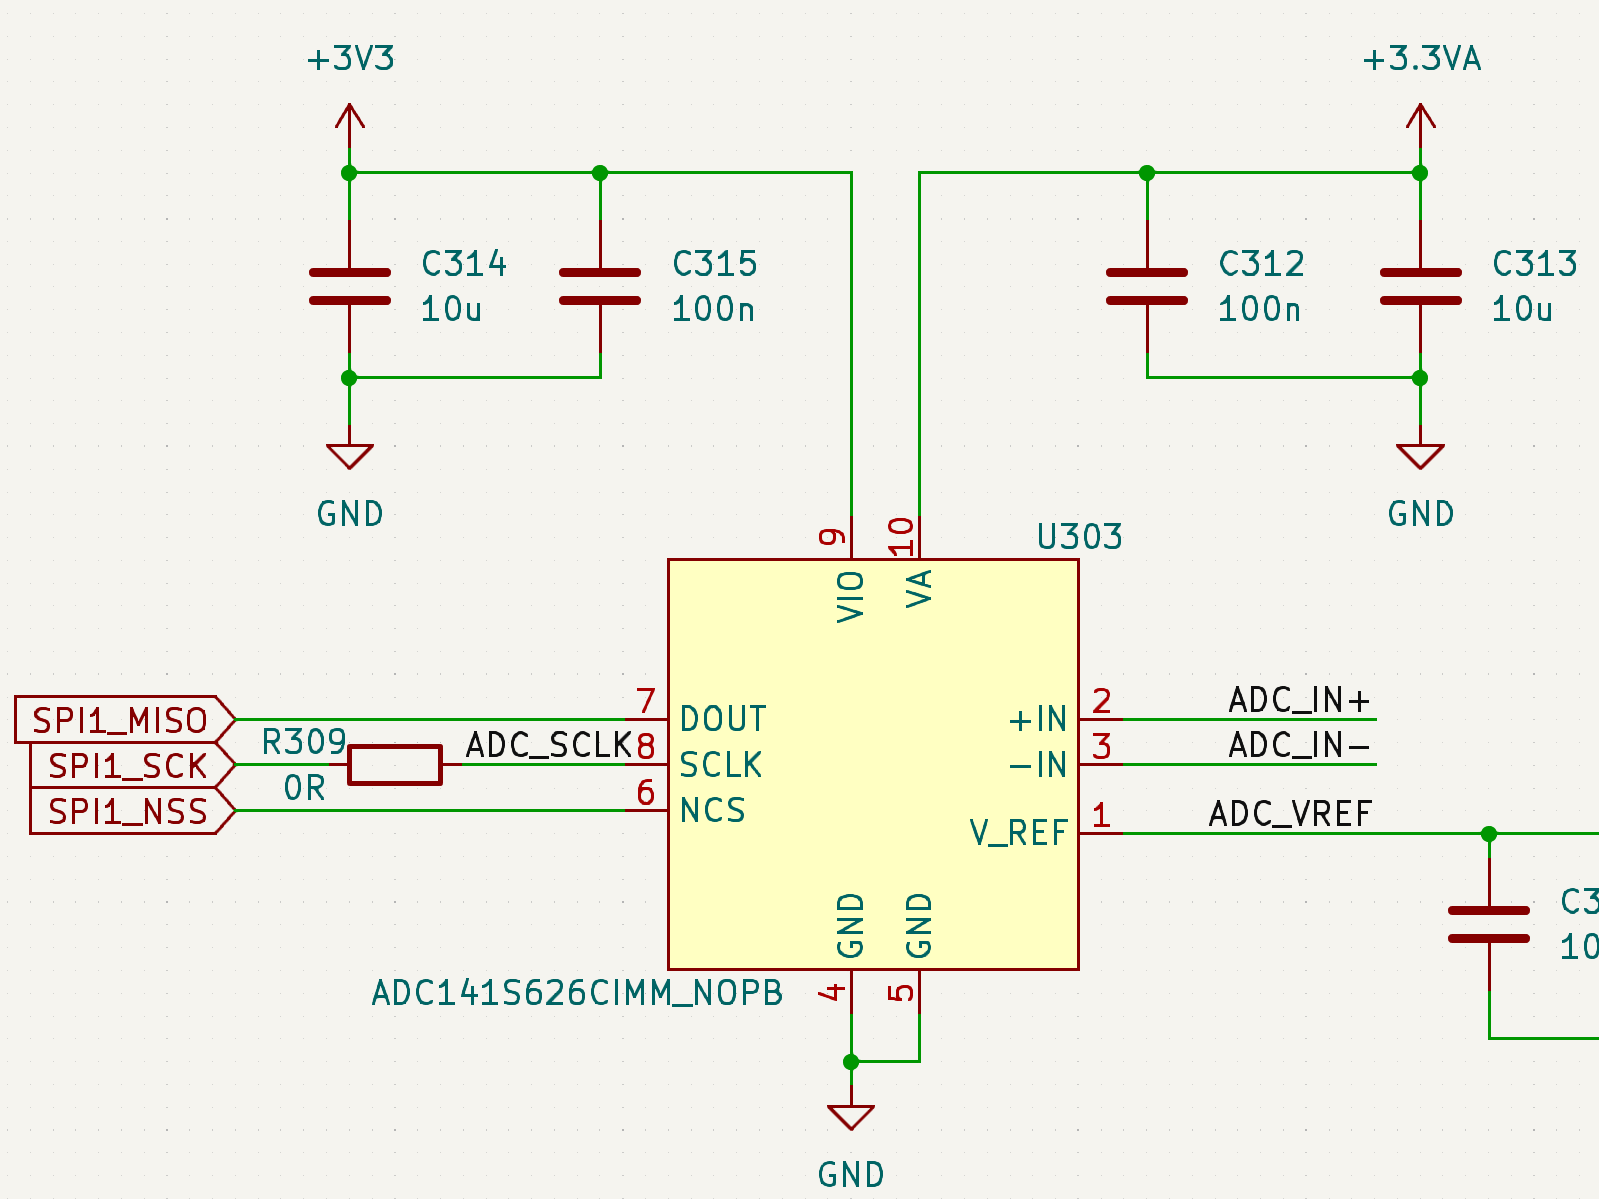 +3V3
+3.3VA
C314
10u
C315
100n
C312
100n
C313
10u
GND
GND
U303
9
10
VIO
VA
SPI1_MISO
7
DOUT
SPI1_SCK
R309
0R
ADC_SCLK
8
SCLK
SPI1_NSS
6
NCS
+IN
2
ADC_IN+
-IN
3
ADC_IN-
V_REF
1
ADC_VREF
GND
GND
ADC141S626CIMM_NOPB
4
5
GND